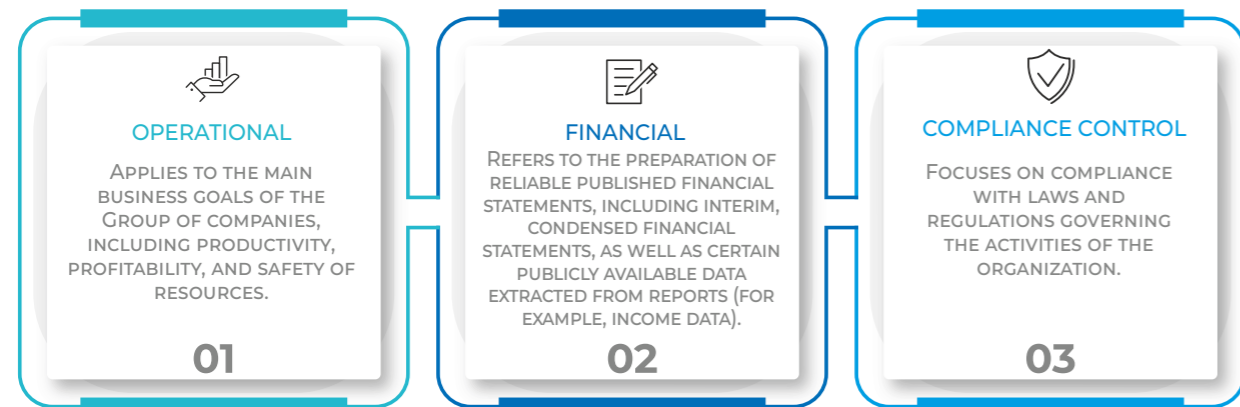 OPERATIONAL
Applies to the main
business goals of the
Group of companies,
including productivity,
profitability, and safety of
resources.
01
FINANCIAL
Refers to the preparation of
reliable published financial
statements, including interim,
condensed financial
statements, as well as certain
publicly available data
extracted from reports (for
example, income data).
02
COMPLIANCE CONTROL
Focuses on compliance
with laws and
regulations governing
the activities of the
organization.
03